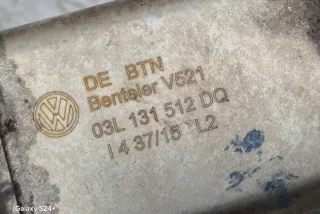 DE BTN
Benteler V521
03L 131 512 DQ
I 4 37/15 L2
Galaxy S24+